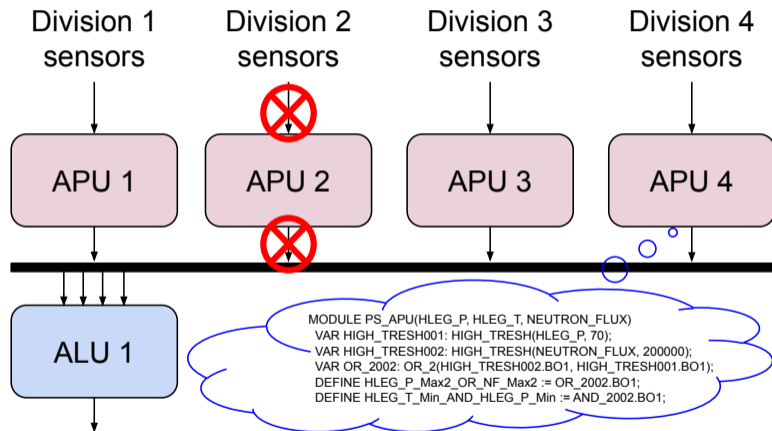 Division 1 sensors
Division 2 sensors
Division 3 sensors
Division 4 sensors
APU 1
APU 2
APU 3
APU 4
ALU 1
MODULE PS_APU(HLEG_P, HLEG_T, NEUTRON_FLUX)
VAR HIGH_TRESH001: HIGH_TRESH(HLEG_P, 70);
VAR HIGH_TRESH002: HIGH_TRESH(NEUTRON_FLUX, 200000);
VAR OR_2002: OR_2(HIGH_TRESH002.BO1, HIGH_TRESH001.BO1);
DEFINE HLEG_P_Max2_OR_NF_Max2 := OR_2002.BO1;
DEFINE HLEG_T_Min_AND_HLEG_P_Min := AND_2002.BO1;